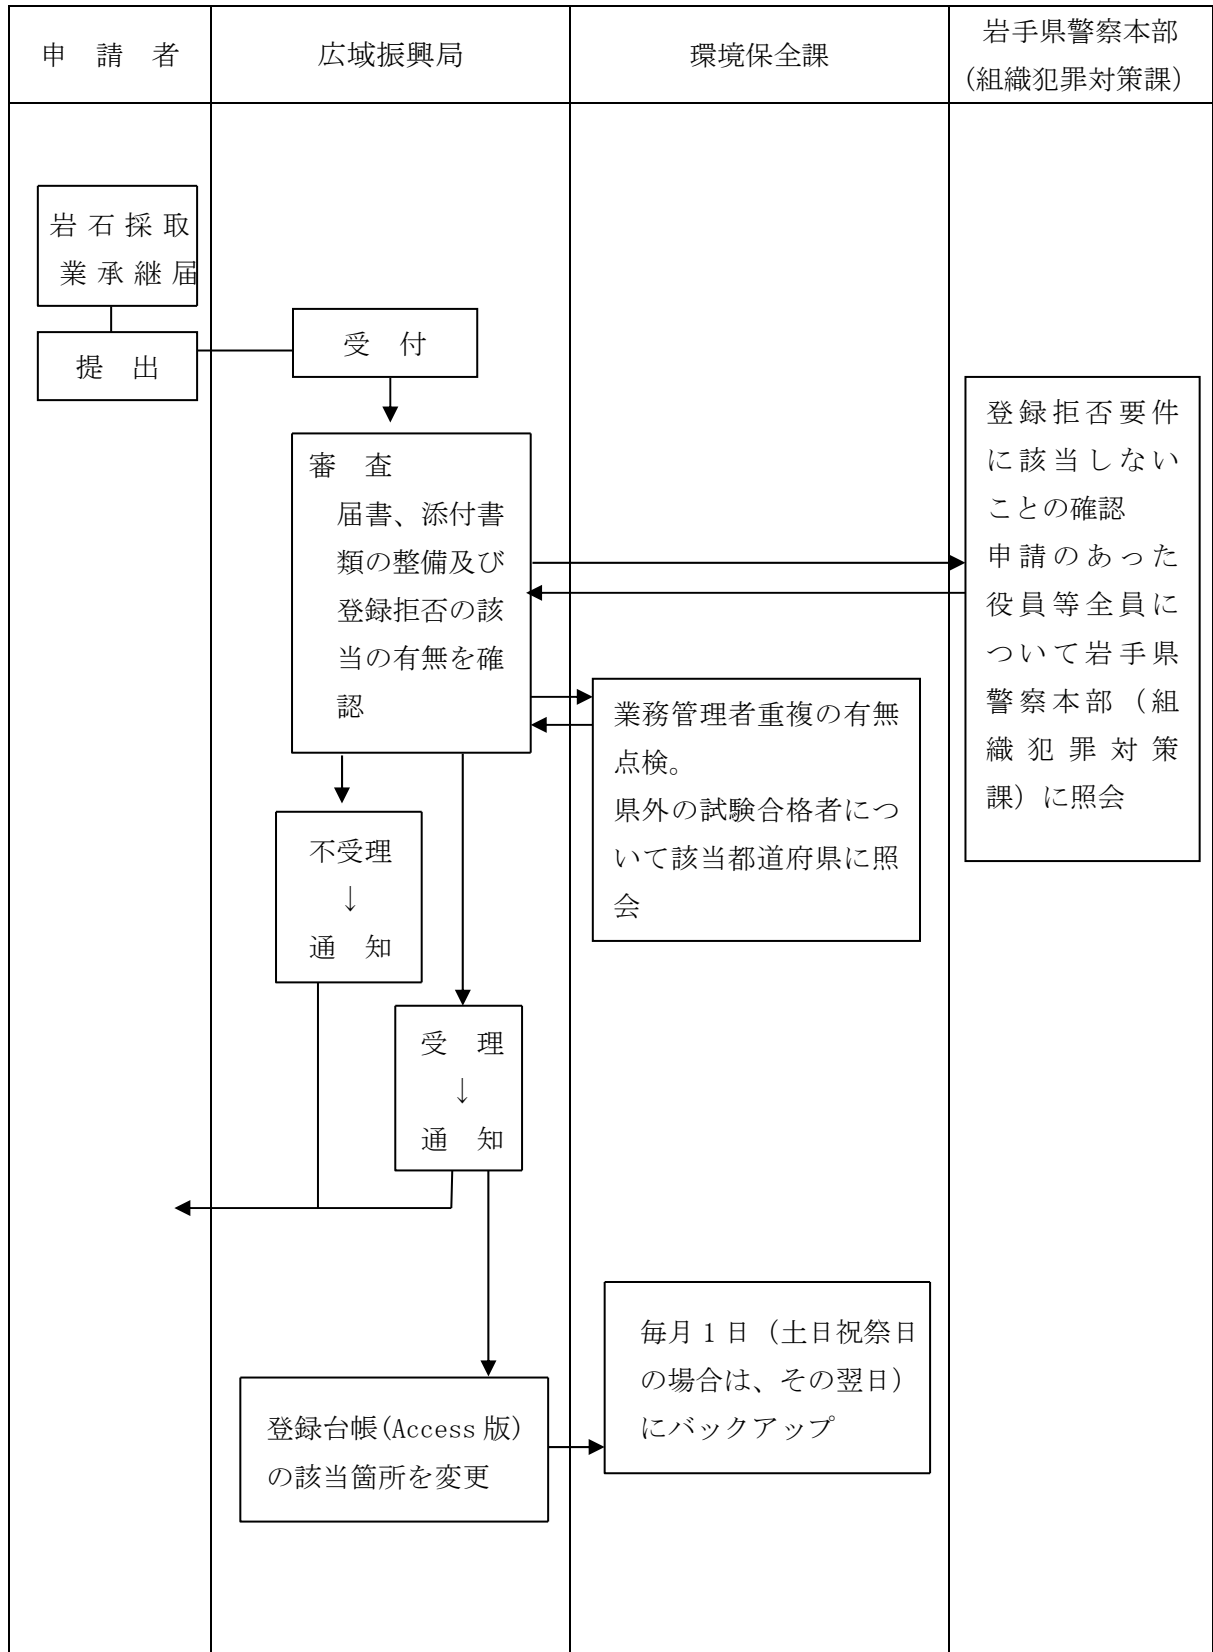 申 請 者
広域振興局
環境保全課
岩手県警察本部
(組織犯罪対策課)
岩石採取
業承継届
提 出
受 付
審 査
届書、添付書
類の整備及び
登録拒否の該
当の有無を確
認
登録拒否要件
に該当しない
ことの確認
申請のあった
役員等全員に
ついて岩手県
警察本部（組
織犯罪対策
課）に照会
業務管理者重複の有無
点検。
県外の試験合格者につ
いて該当都道府県に照
会
不受理
↓
通 知
受 理
↓
通 知
登録台帳(Access 版)
の該当箇所を変更
毎月１日（土日祝祭日
の場合は、その翌日）
にバックアップ